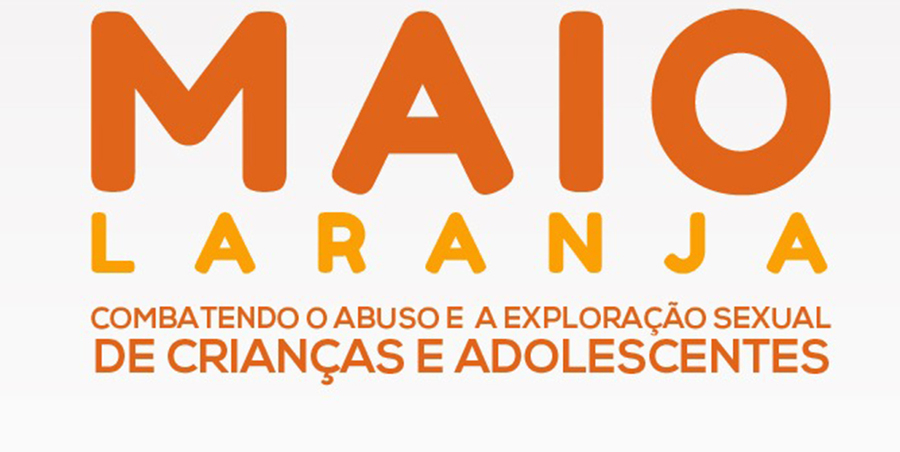 MAIO
LARANJA
COMBATENDO O ABUSO E A EXPLORAÇÃO SEXUAL
DE CRIANÇAS E ADOLESCENTES